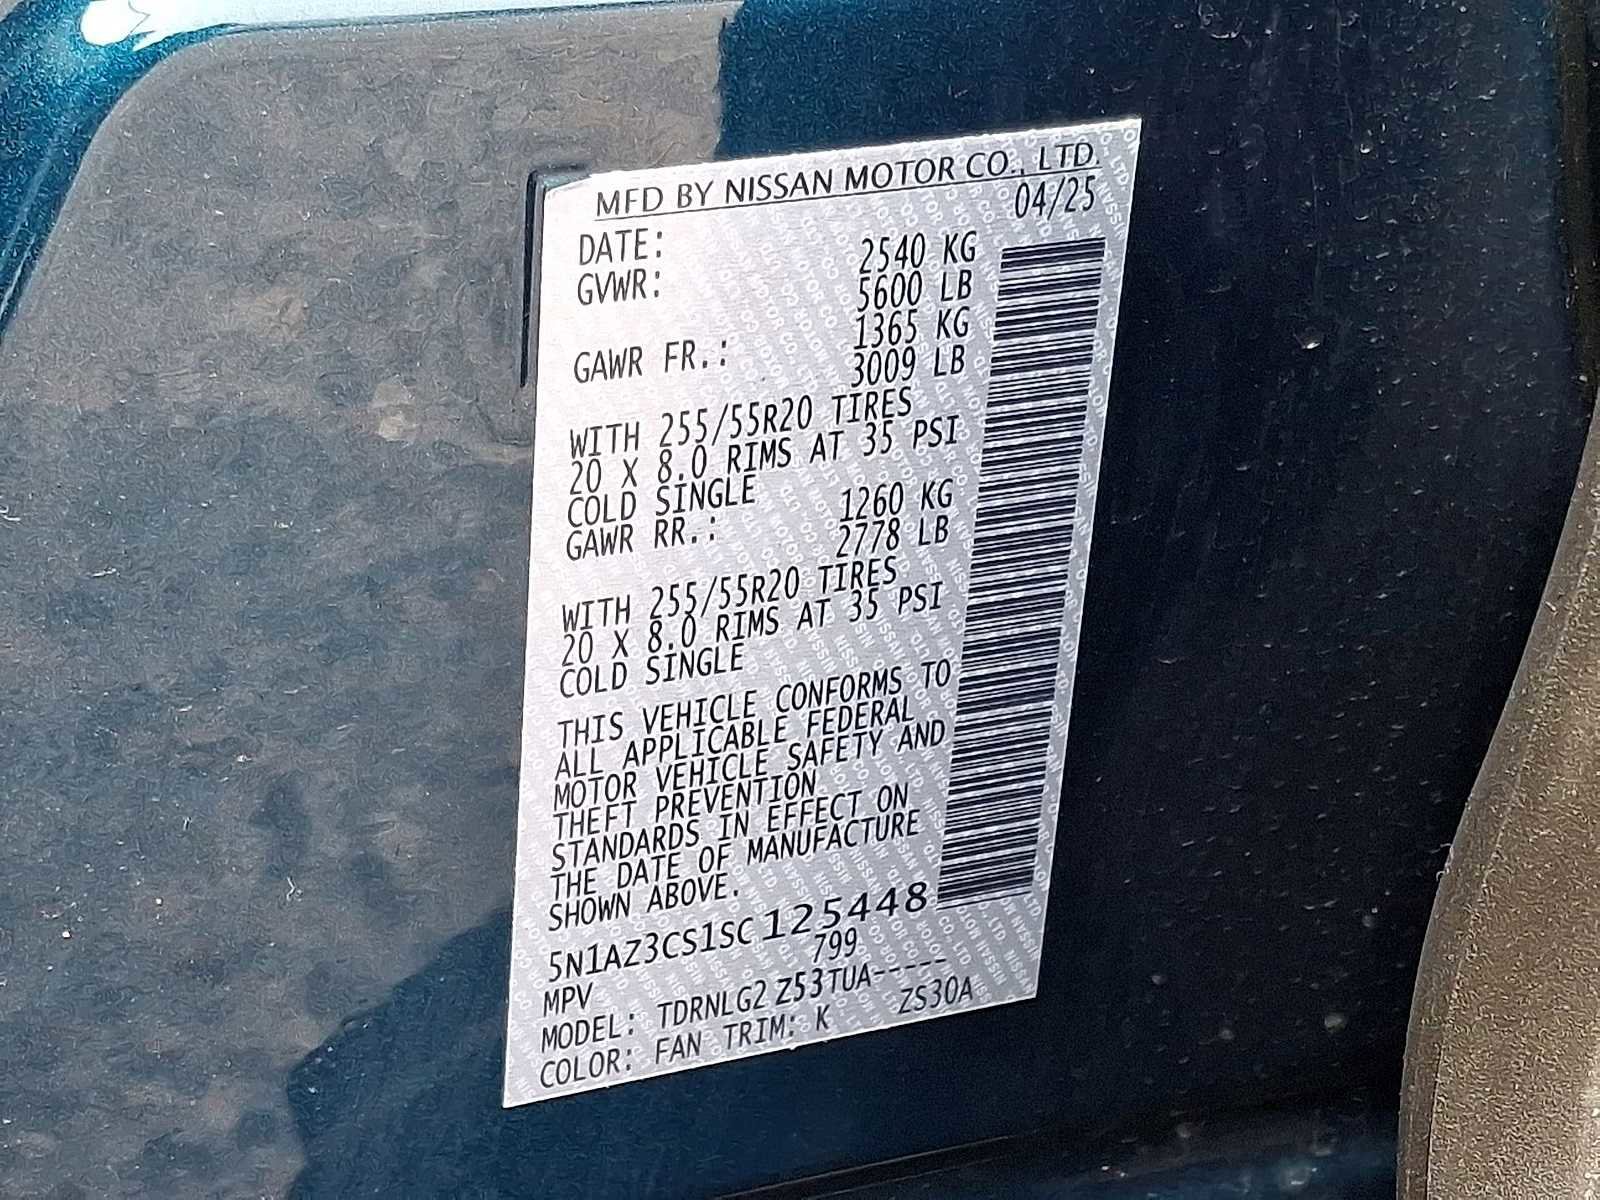 MFD BY NISSAN MOTOR CO., LTD.
DATE: 04/25
GVWR: 2540 KG
5600 LB
GAWR FR.: 1365 KG
3009 LB
WITH 255/55R20 TIRES
20 X 8.0 RIMS AT 35 PSI
COLD SINGLE
GAWR RR.: 1260 KG
2778 LB
WITH 255/55R20 TIRES
20 X 8.0 RIMS AT 35 PSI
COLD SINGLE
THIS VEHICLE CONFORMS TO
ALL APPLICABLE FEDERAL
MOTOR VEHICLE SAFETY AND
THEFT PREVENTION
STANDARDS IN EFFECT ON
THE DATE OF MANUFACTURE
SHOWN ABOVE.
5N1AZ3CS1SC125448
MPV 799
MODEL: TDRNLG2 Z53TUA-----
COLOR: FAN TRIM: K ZS30A